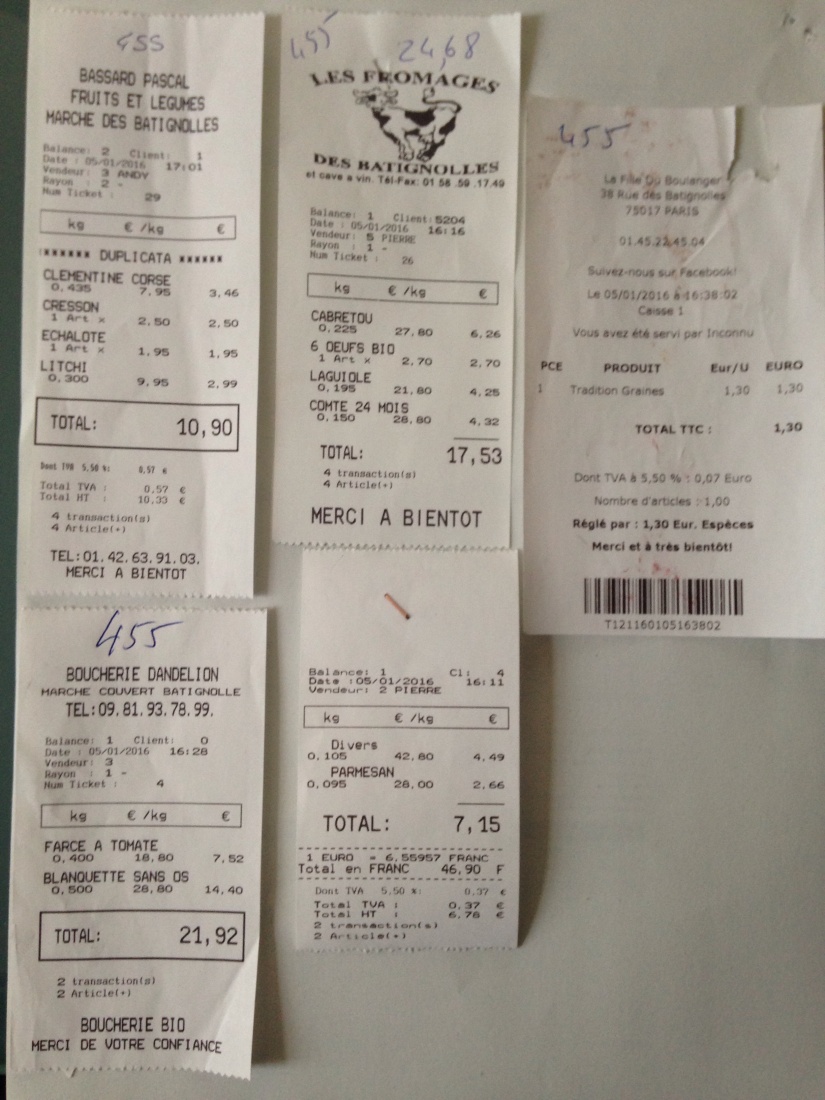 455
BASSARD PASCAL
FRUITS ET LEGUMES
MARCHE DES BATIGNOLLES
Balance: 2 Client: 1
Date : 05/01/2016 17:01
Vendeur: 3 ANDY
Rayon : 2 -
Num Ticket : 29
kg € /kg €
****** DUPLICATA ******
CLEMENTINE CORSE
0,435 7,95 3,46
CRESSON
1 Art x 2,50 2,50
ECHALOTE
1 Art x 1,95 1,95
LITCHI
0,300 9,95 2,99
TOTAL: 10,90
Dont TVA 5,50 %: 0,57 €
Total TVA : 0,57 €
Total HT : 10,33 €
4 transaction(s)
4 Article(+)
TEL:01.42.63.91.03.
MERCI A BIENTOT
455 24,68
LES FROMAGES
DES BATIGNOLLES
et cave a vin. Tél-Fax: 01 58 .59 .17.49
Balance: 1 Client:5204
Date : 05/01/2016 16:16
Vendeur: 5 PIERRE
Rayon : 1 -
Num Ticket : 26
kg € /kg €
CABRETOU
0,225 27,80 6,26
6 OEUFS BIO
1 Art x 2,70 2,70
LAGUIOLE
0,195 21,80 4,25
COMTE 24 MOIS
0,150 28,80 4,32
TOTAL: 17,53
4 transaction(s)
4 Article(+)
MERCI A BIENTOT
455
La Fille Du Boulanger
38 Rue des Batignolles
75017 PARIS
01.45.22.45.04
Suivez-nous sur Facebook!
Le 05/01/2016 à 16:38:02
Caisse 1
Vous avez été servi par Inconnu
PCE PRODUIT Eur/U EURO
1 Tradition Graines 1,30 1,30
TOTAL TTC : 1,30
Dont TVA à 5,50 % : 0,07 Euro
Nombre d'articles : 1,00
Réglé par : 1,30 Eur. Espèces
Merci et à très bientôt!
T121160105163802
455
BOUCHERIE DANDELION
MARCHE COUVERT BATIGNOLLE
TEL:09.81.93.78.99.
Balance: 1 Client: 0
Date : 05/01/2016 16:28
Vendeur: 3
Rayon : 1 -
Num Ticket : 4
kg € /kg €
FARCE A TOMATE
0,400 18,80 7,52
BLANQUETTE SANS OS
0,500 28,80 14,40
TOTAL: 21,92
2 transaction(s)
2 Article(+)
BOUCHERIE BIO
MERCI DE VOTRE CONFIANCE
Balance: 1 Cl: 4
Date :05/01/2016 16:11
Vendeur: 2 PIERRE
kg € /kg €
Divers
0,105 42,80 4,49
PARMESAN
0,095 28,00 2,66
TOTAL: 7,15
1 EURO = 6,55957 FRANC
Total en FRANC 46,90 F
Dont TVA 5,50 %: 0,37 €
Total TVA : 0,37 €
Total HT : 6,78 €
2 transaction(s)
2 Article(+)